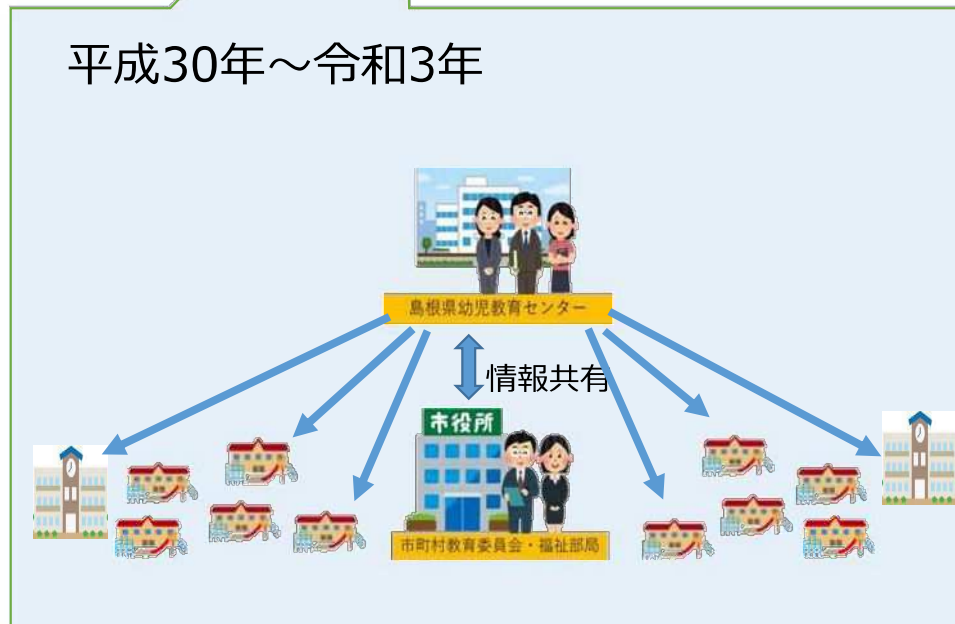 平成30年～令和3年
島根県幼児教育センター
情報共有
市役所
市町村教育委員会・福祉部局